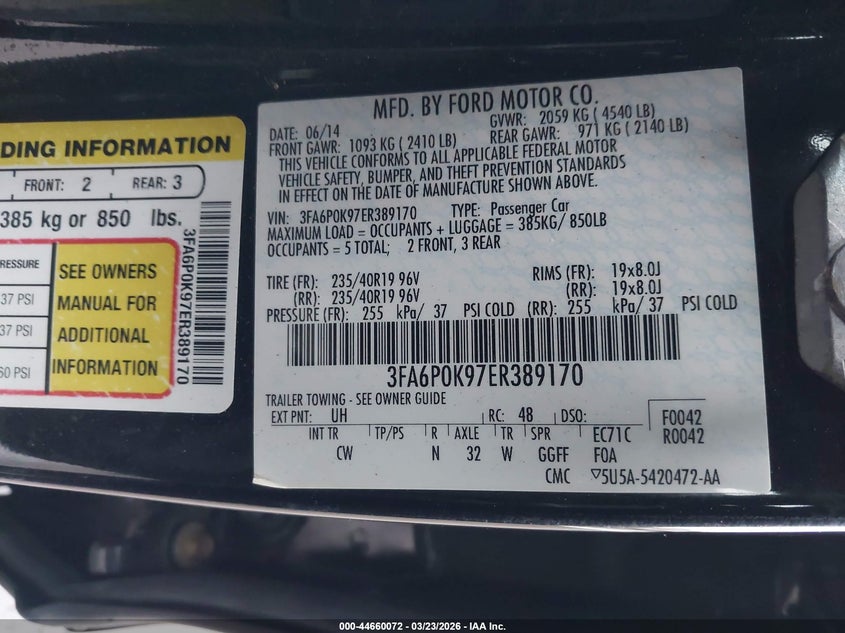 DING INFORMATION
FRONT: 2 REAR: 3
385 kg or 850 lbs.
RESSURE
37 PSI
37 PSI
60 PSI
SEE OWNERS
MANUAL FOR
ADDITIONAL
INFORMATION
3FA6P0K97ER389170
MFD. BY FORD MOTOR CO.
DATE: 06/14 GVWR: 2059 KG ( 4540 LB)
FRONT GAWR: 1093 KG ( 2410 LB) REAR GAWR: 971 KG ( 2140 LB)
THIS VEHICLE CONFORMS TO ALL APPLICABLE FEDERAL MOTOR
VEHICLE SAFETY, BUMPER, AND THEFT PREVENTION STANDARDS
IN EFFECT ON THE DATE OF MANUFACTURE SHOWN ABOVE.
VIN: 3FA6P0K97ER389170 TYPE: Passenger Car
MAXIMUM LOAD = OCCUPANTS + LUGGAGE = 385KG/ 850LB
OCCUPANTS = 5 TOTAL; 2 FRONT, 3 REAR
TIRE (FR): 235/40R19 96V RIMS (FR): 19x8.0J
(RR): 235/40R19 96V (RR): 19x8.0J
PRESSURE (FR): 255 kPa/ 37 PSI COLD (RR): 255 kPa/ 37 PSI COLD
3FA6P0K97ER389170
TRAILER TOWING - SEE OWNER GUIDE
EXT PNT: UH RC: 48 DSO: F0042
INT TR TP/PS R AXLE TR SPR EC71C R0042
CW N 32 W GGFF F0A
CMC ▽5U5A-5420472-AA
000-44660072 — 03/23/2026 — IAA Inc.